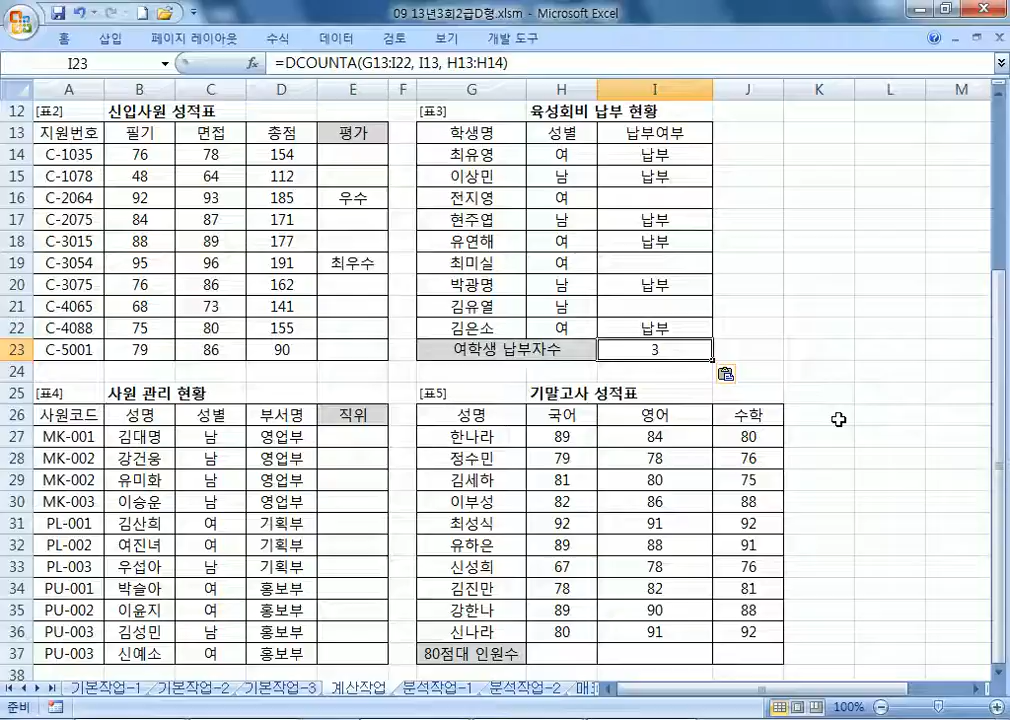 09 13년3회2급D형.xlsm - Microsoft Excel
홈 삽입 페이지 레이아웃 수식 데이터 검토 보기 개발 도구
I23 fx =DCOUNTA(G13:I22, I13, H13:H14)
A B C D E F G H I J K L M
12 [표2] 신입사원 성적표 [표3] 육성회비 납부 현황
13 지원번호 필기 면접 총점 평가 학생명 성별 납부여부
14 C-1035 76 78 154 최유영 여 납부
15 C-1078 48 64 112 이상민 남 납부
16 C-2064 92 93 185 우수 전지영 여
17 C-2075 84 87 171 현주엽 남 납부
18 C-3015 88 89 177 유연해 여 납부
19 C-3054 95 96 191 최우수 최미실 여
20 C-3075 76 86 162 박광명 남 납부
21 C-4065 68 73 141 김유열 남
22 C-4088 75 80 155 김은소 여 납부
23 C-5001 79 86 90 여학생 납부자수 3
24
25 [표4] 사원 관리 현황 [표5] 기말고사 성적표
26 사원코드 성명 성별 부서명 직위 성명 국어 영어 수학
27 MK-001 김대명 남 영업부 한나라 89 84 80
28 MK-002 강건웅 남 영업부 정수민 79 78 76
29 MK-002 유미화 남 영업부 김세하 81 80 75
30 MK-003 이승운 남 영업부 이부성 82 86 88
31 PL-001 김산희 여 기획부 최성식 92 91 92
32 PL-002 여진녀 여 기획부 유하은 89 88 91
33 PL-003 우섭아 남 기획부 신성희 67 78 76
34 PU-001 박슬아 여 홍보부 김진만 78 82 81
35 PU-002 이윤지 여 홍보부 강한나 89 90 88
36 PU-003 김성민 남 홍보부 신나라 80 91 92
37 PU-003 신예소 여 홍보부 80점대 인원수
38
기본작업-1 기본작업-2 기본작업-3 계산작업 분석작업-1 분석작업-2 매크
준비 100%